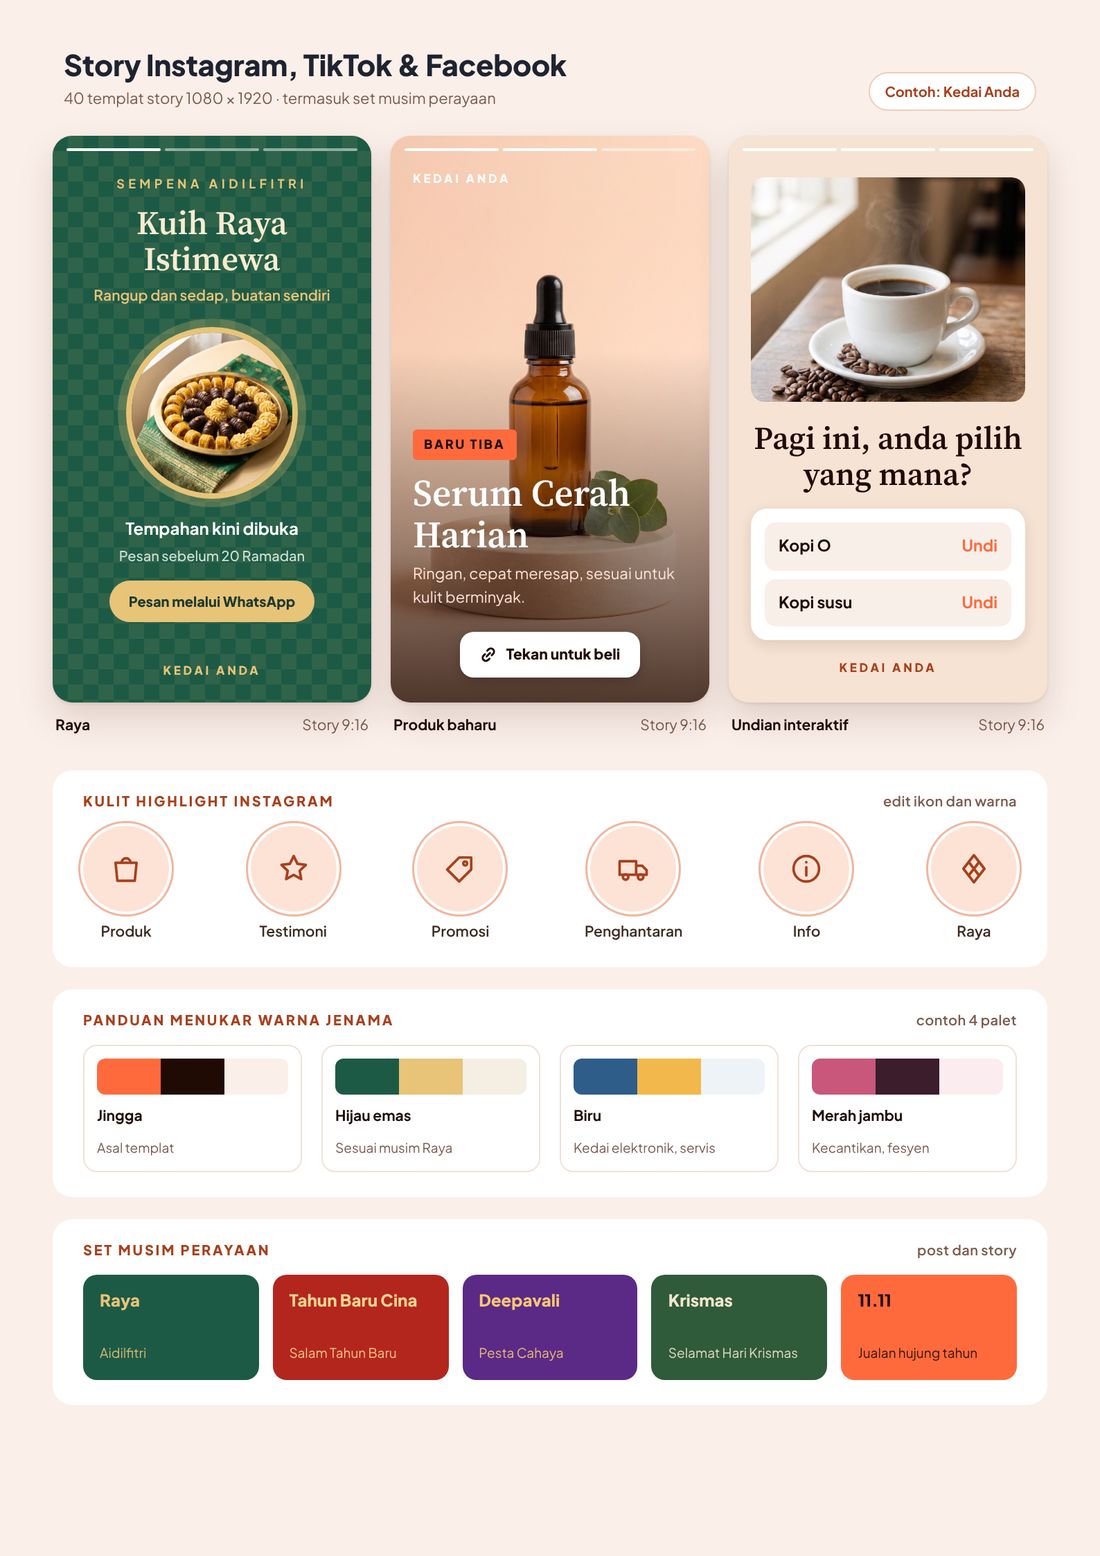 Story Instagram, TikTok & Facebook
40 templat story 1080 × 1920 · termasuk set musim perayaan
Contoh: Kedai Anda
SEMPENA AIDILFITRI
Kuih Raya
Istimewa
Rangup dan sedap, buatan sendiri
Tempahan kini dibuka
Pesan sebelum 20 Ramadan
Pesan melalui WhatsApp
KEDAI ANDA
Raya
Story 9:16
KEDAI ANDA
BARU TIBA
Serum Cerah
Harian
Ringan, cepat meresap, sesuai untuk
kulit berminyak.
Tekan untuk beli
Produk baharu
Story 9:16
Pagi ini, anda pilih
yang mana?
Kopi O
Undi
Kopi susu
Undi
KEDAI ANDA
Undian interaktif
Story 9:16
KULIT HIGHLIGHT INSTAGRAM
edit ikon dan warna
Produk
Testimoni
Promosi
Penghantaran
Info
Raya
PANDUAN MENUKAR WARNA JENAMA
contoh 4 palet
Jingga
Asal templat
Hijau emas
Sesuai musim Raya
Biru
Kedai elektronik, servis
Merah jambu
Kecantikan, fesyen
SET MUSIM PERAYAAN
post dan story
Raya
Aidilfitri
Tahun Baru Cina
Salam Tahun Baru
Deepavali
Pesta Cahaya
Krismas
Selamat Hari Krismas
11.11
Jualan hujung tahun